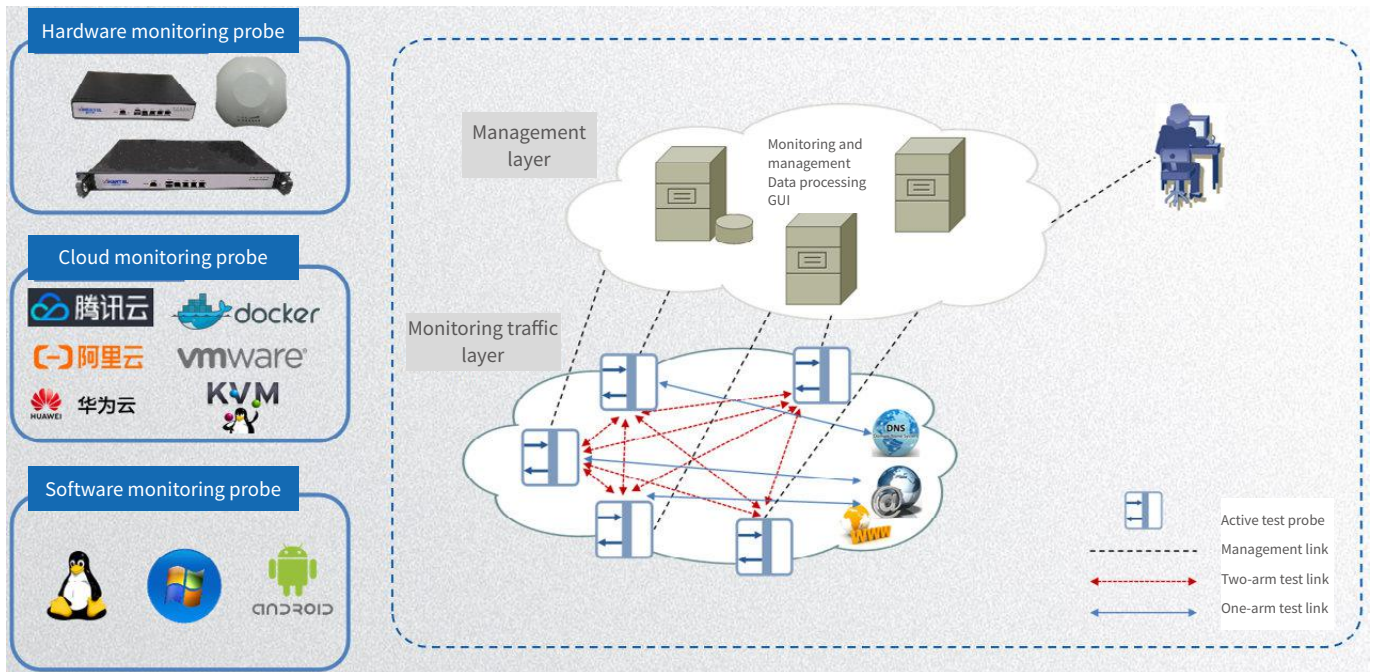 Hardware monitoring probe
Cloud monitoring probe
腾讯云
docker
阿里云
vmware
HUAWEI
华为云
KVM
Software monitoring probe
ANDROID
Management
layer
Monitoring and
management
Data processing
GUI
Monitoring traffic
layer
DNS
@
WWW
Active test probe
Management link
Two-arm test link
One-arm test link